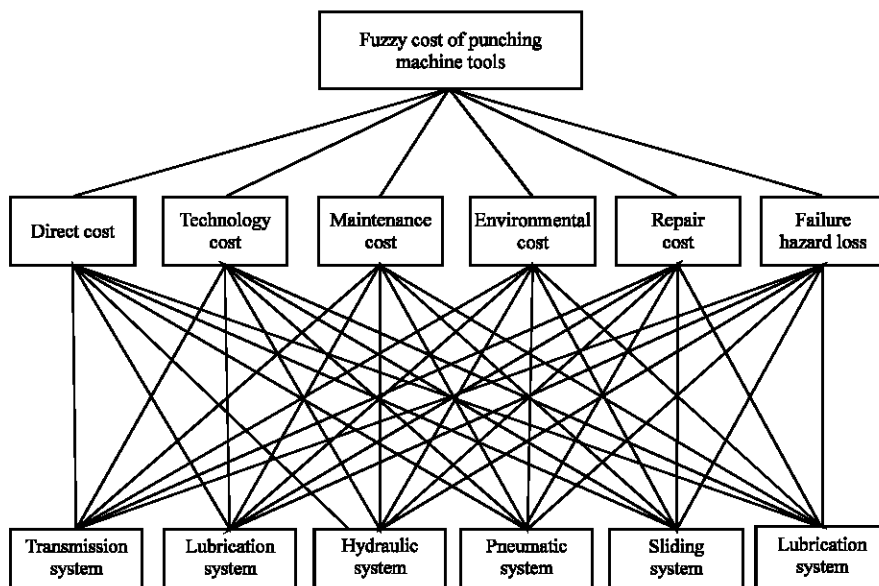 Fuzzy cost of punching
machine tools
Direct cost
Technology
cost
Maintenance
cost
Environmental
cost
Repair
cost
Failure
hazard loss
Transmission
system
Lubrication
system
Hydraulic
system
Pneumatic
system
Sliding
system
Lubrication
system